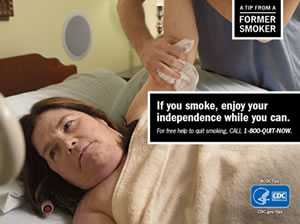 A TIP FROM A
FORMER
SMOKER
If you smoke, enjoy your
independence while you can.
For free help to quit smoking, CALL 1-800-QUIT-NOW.
#CDCTips
CDC
CDC.gov/tips